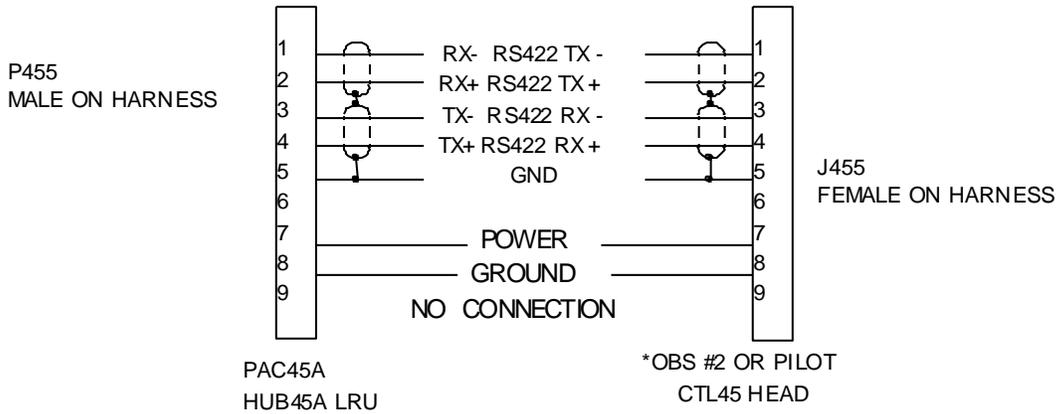 P455
MALE ON HARNESS
1 RX- RS422 TX - 1
2 RX+ RS422 TX + 2
3 TX- RS422 RX - 3
4 TX+ RS422 RX + 4
5 GND 5
6 6
7 POWER 7
8 GROUND 8
9 NO CONNECTION 9
J455
FEMALE ON HARNESS
PAC45A
HUB45A LRU
*OBS #2 OR PILOT
CTL45 HEAD